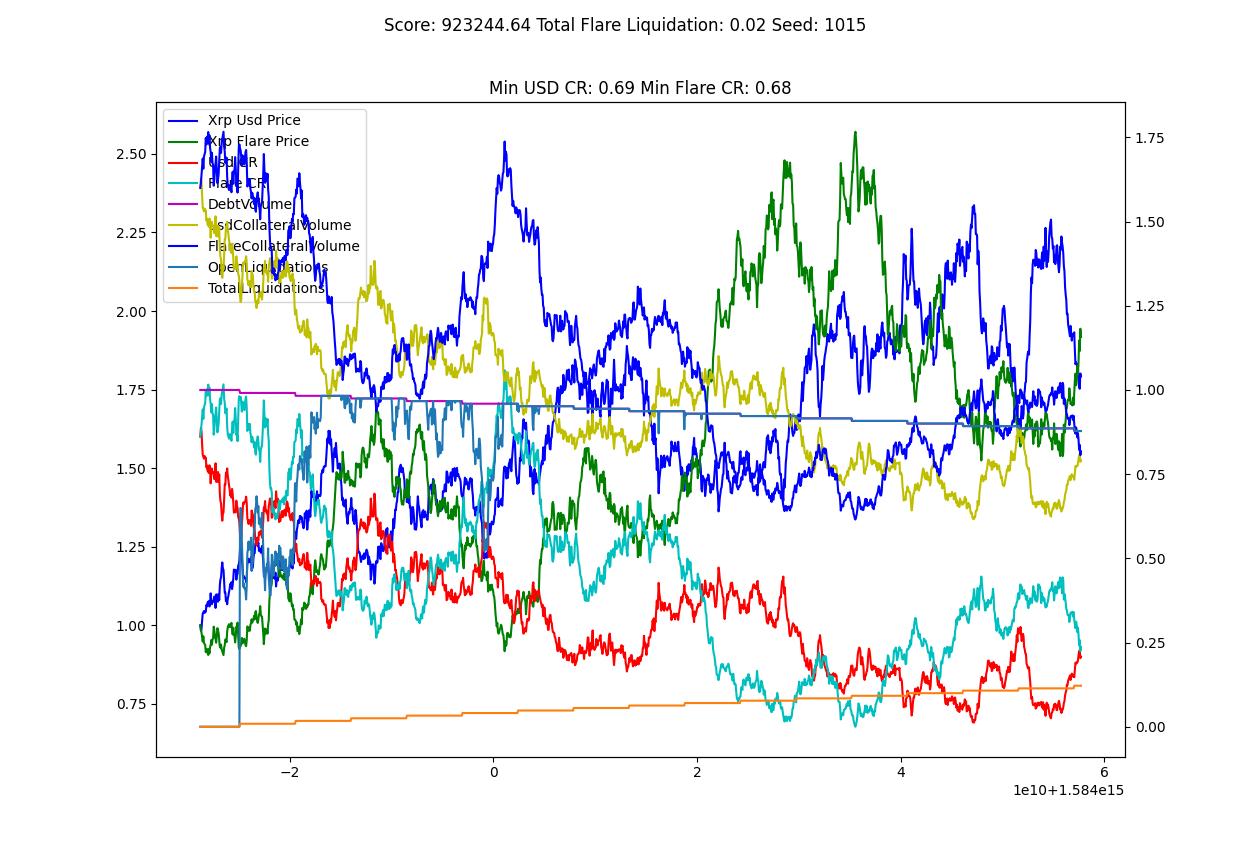 Score: 923244.64 Total Flare Liquidation: 0.02 Seed: 1015
Min USD CR: 0.69 Min Flare CR: 0.68
Xrp Usd Price
Xrp Flare Price
Usd CR
Flare CR
DebtVolume
UsdCollateralVolume
FlareCollateralVolume
OpenLiquidations
TotalLiquidations
2.50
2.25
2.00
1.75
1.50
1.25
1.00
0.75
1.75
1.50
1.25
1.00
0.75
0.50
0.25
0.00
−2
0
2
4
6
1e10+1.584e15